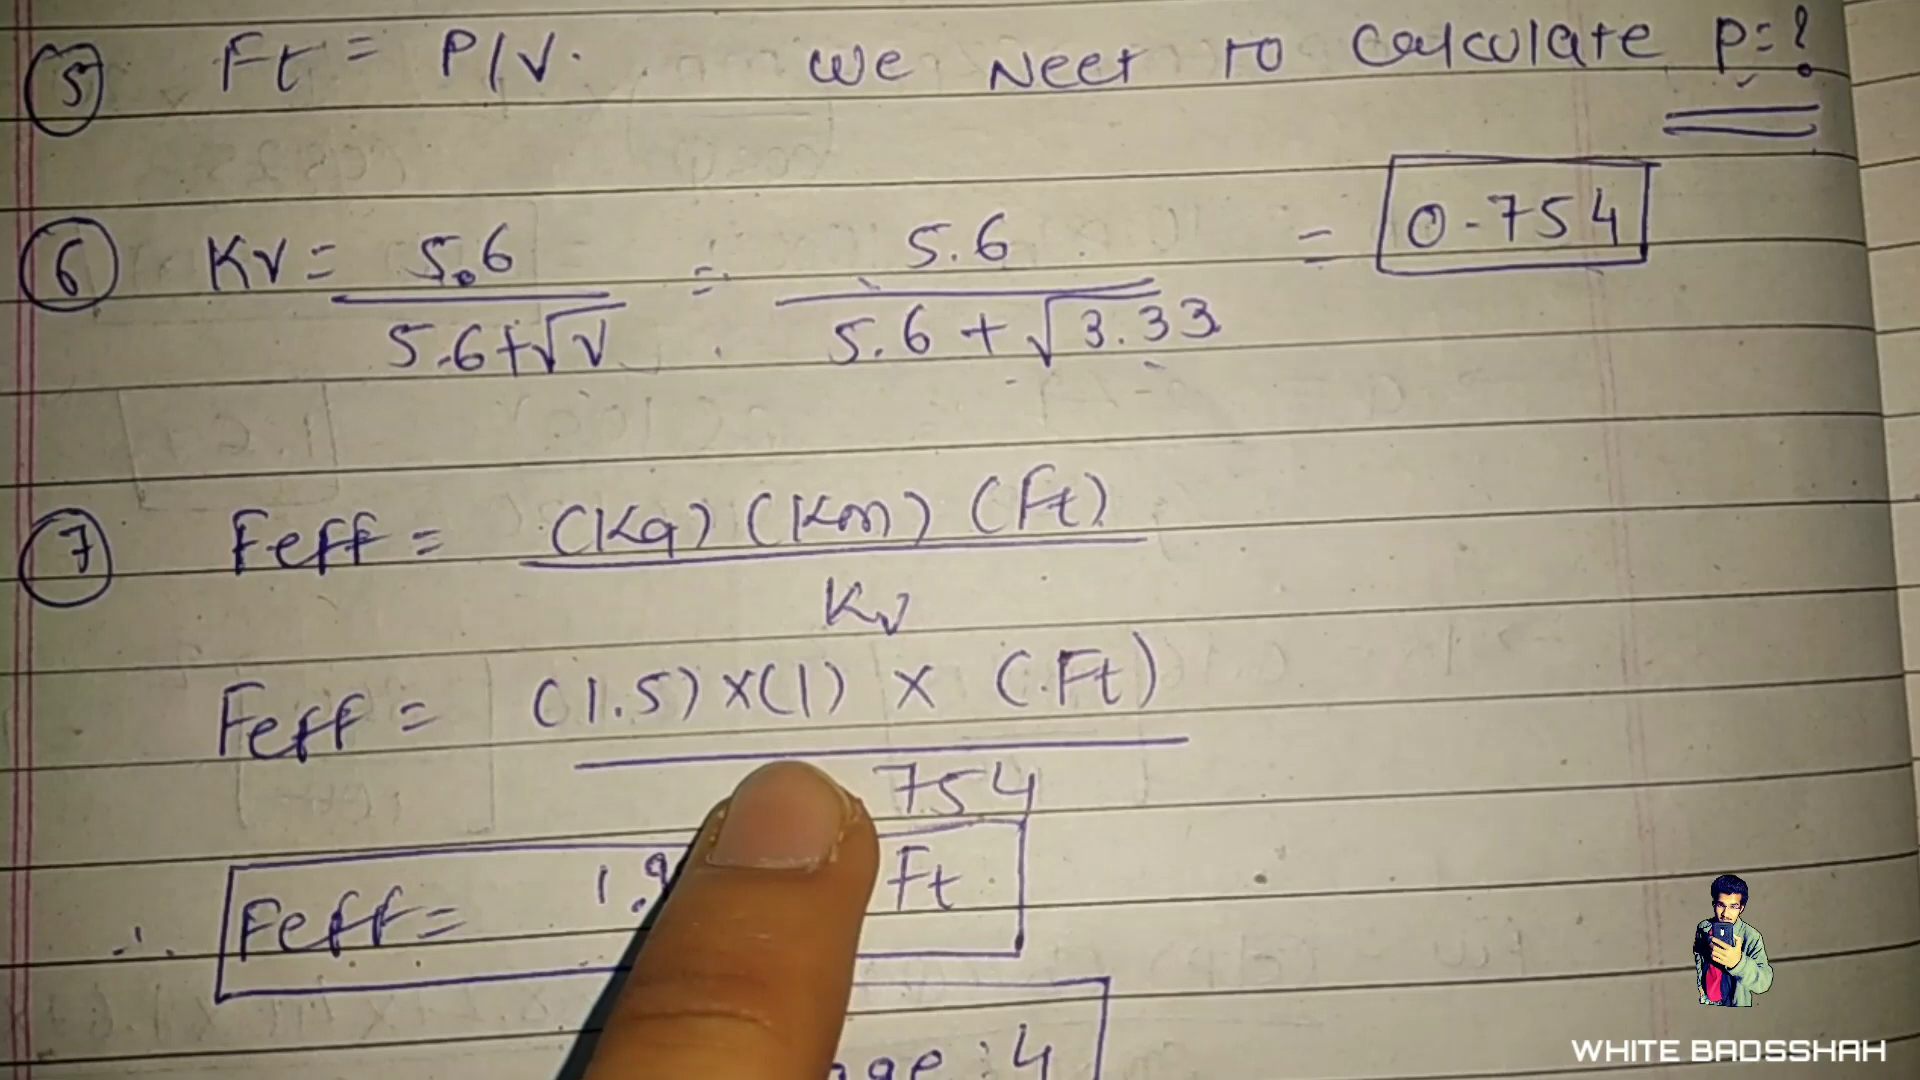 5 Ft = P/V. We Neet to calculate P=?
6 Kv = 5.6 / 5.6+√V = 5.6 / 5.6+√3.33 = 0.754
7 Feff = (Ka) (Km) (Ft) / Kv
Feff = (1.5) x (1) x (Ft) / 754
∴ Feff = Ft
: 4
WHITE BADSSHAH